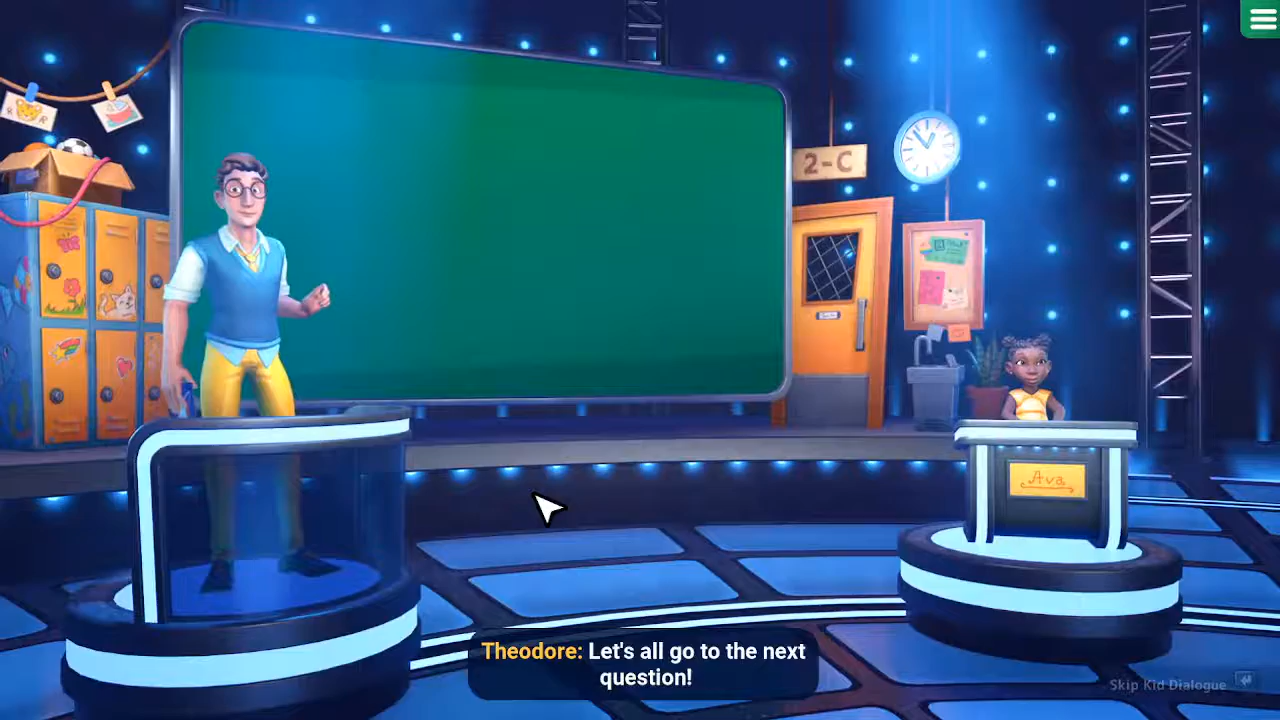 2-C
Ava
Theodore: Let's all go to the next
question!
Skip Kid Dialogue